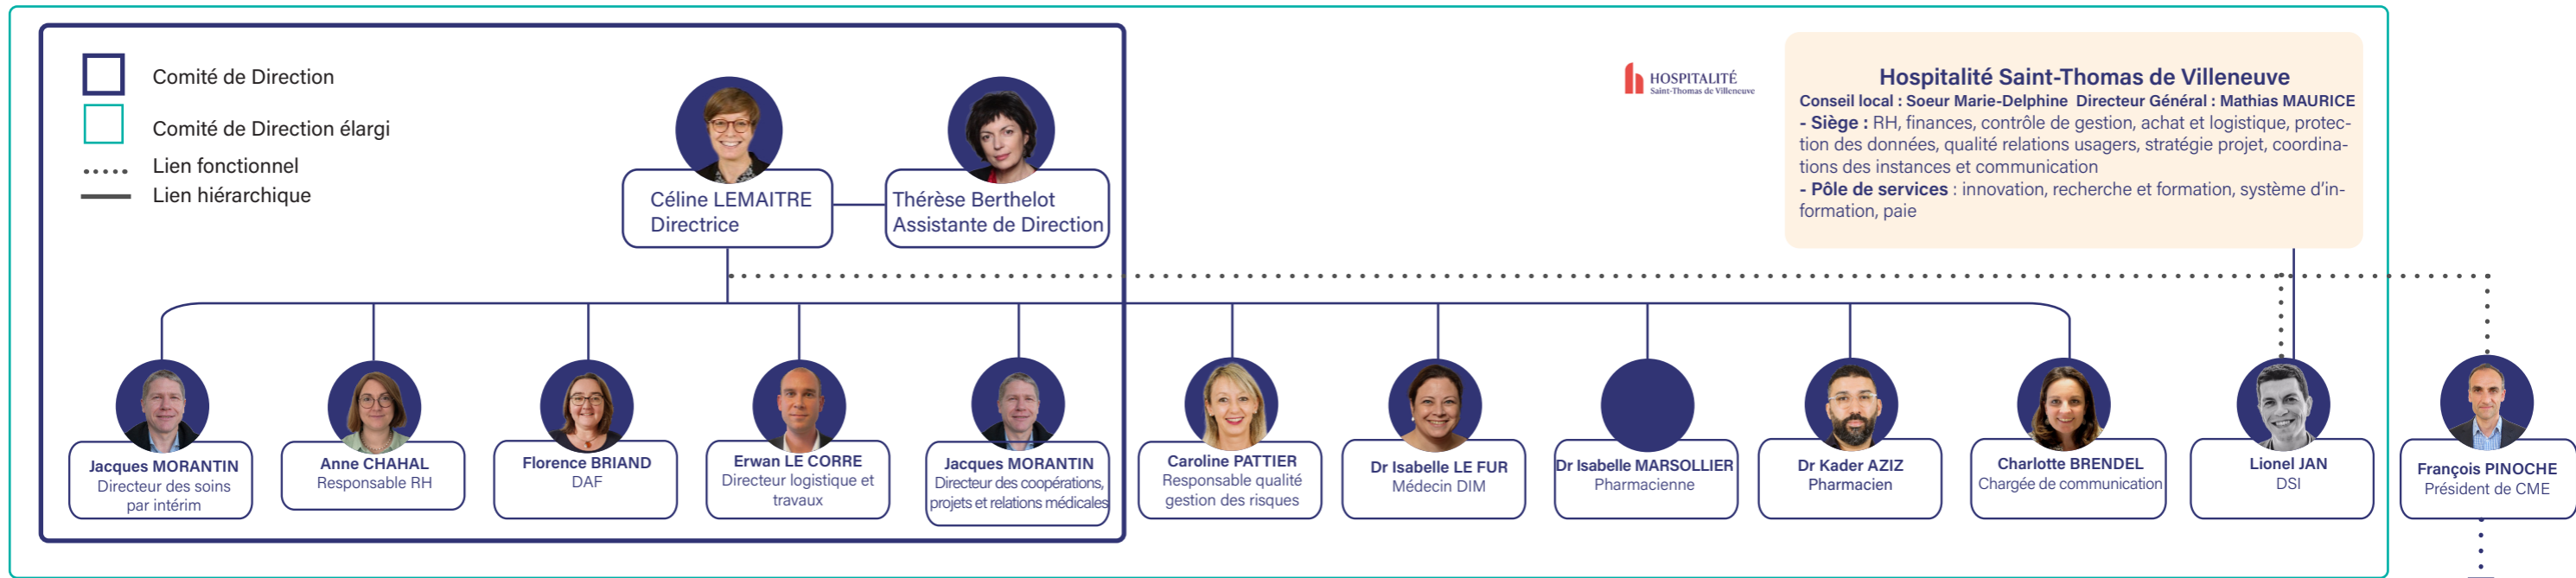 Comité de Direction
Comité de Direction élargi
Lien fonctionnel
Lien hiérarchique
Céline LEMAITRE
Directrice
Thérèse Berthelot
Assistante de Direction
HOSPITALITÉ
Saint-Thomas de Villeneuve
Hospitalité Saint-Thomas de Villeneuve
Conseil local : Soeur Marie-Delphine Directeur Général : Mathias MAURICE
- Siège : RH, finances, contrôle de gestion, achat et logistique, protec-
tion des données, qualité relations usagers, stratégie projet, coordina-
tions des instances et communication
- Pôle de services : innovation, recherche et formation, système d'in-
formation, paie
Jacques MORANTIN
Directeur des soins
par intérim
Anne CHAHAL
Responsable RH
Florence BRIAND
DAF
Erwan LE CORRE
Directeur logistique et
travaux
Jacques MORANTIN
Directeur des coopérations,
projets et relations médicales
Caroline PATTIER
Responsable qualité
gestion des risques
Dr Isabelle LE FUR
Médecin DIM
Dr Isabelle MARSOLLIER
Pharmacienne
Dr Kader AZIZ
Pharmacien
Charlotte BRENDEL
Chargée de communication
Lionel JAN
DSI
François PINOCHE
Président de CME